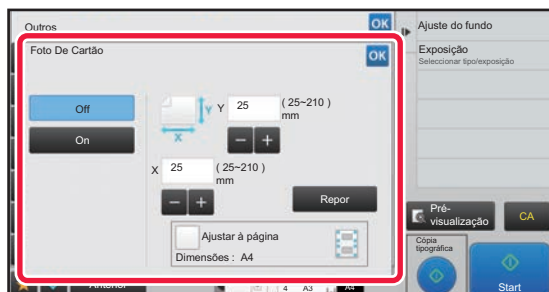 Outros
OK
Foto De Cartão
OK
Off
On
Y
Y
25
( 25~210 )
mm
X
X
25
( 25~210 )
mm
Repor
Ajustar à página
Dimensões : A4
Anterior
4
A3
A4
Ajuste do fundo
Exposição
Seleccionar tipo/exposição
Pré-
visualização
CA
Cópia
tipográfica
Start